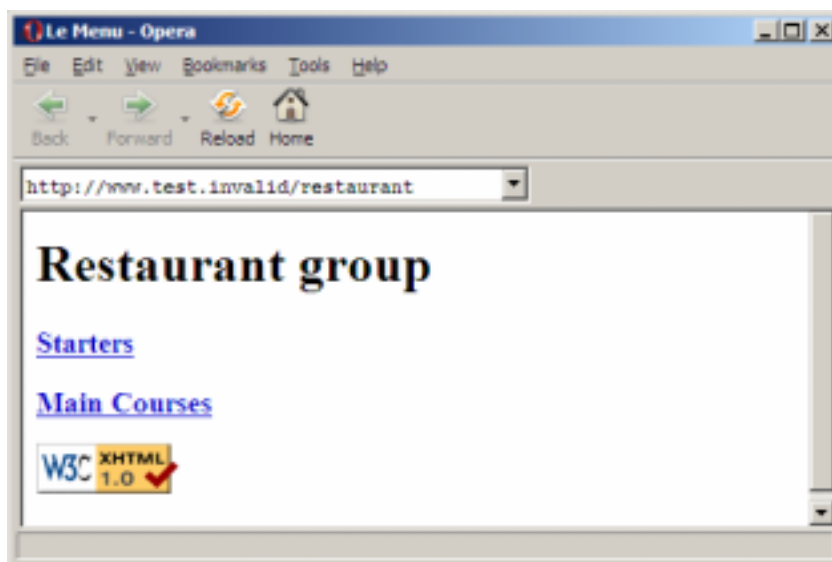 Le Menu - Opera
File Edit View Bookmarks Tools Help
Back Forward Reload Home
http://www.test.invalid/restaurant
Restaurant group
Starters
Main Courses
W3C XHTML
1.0